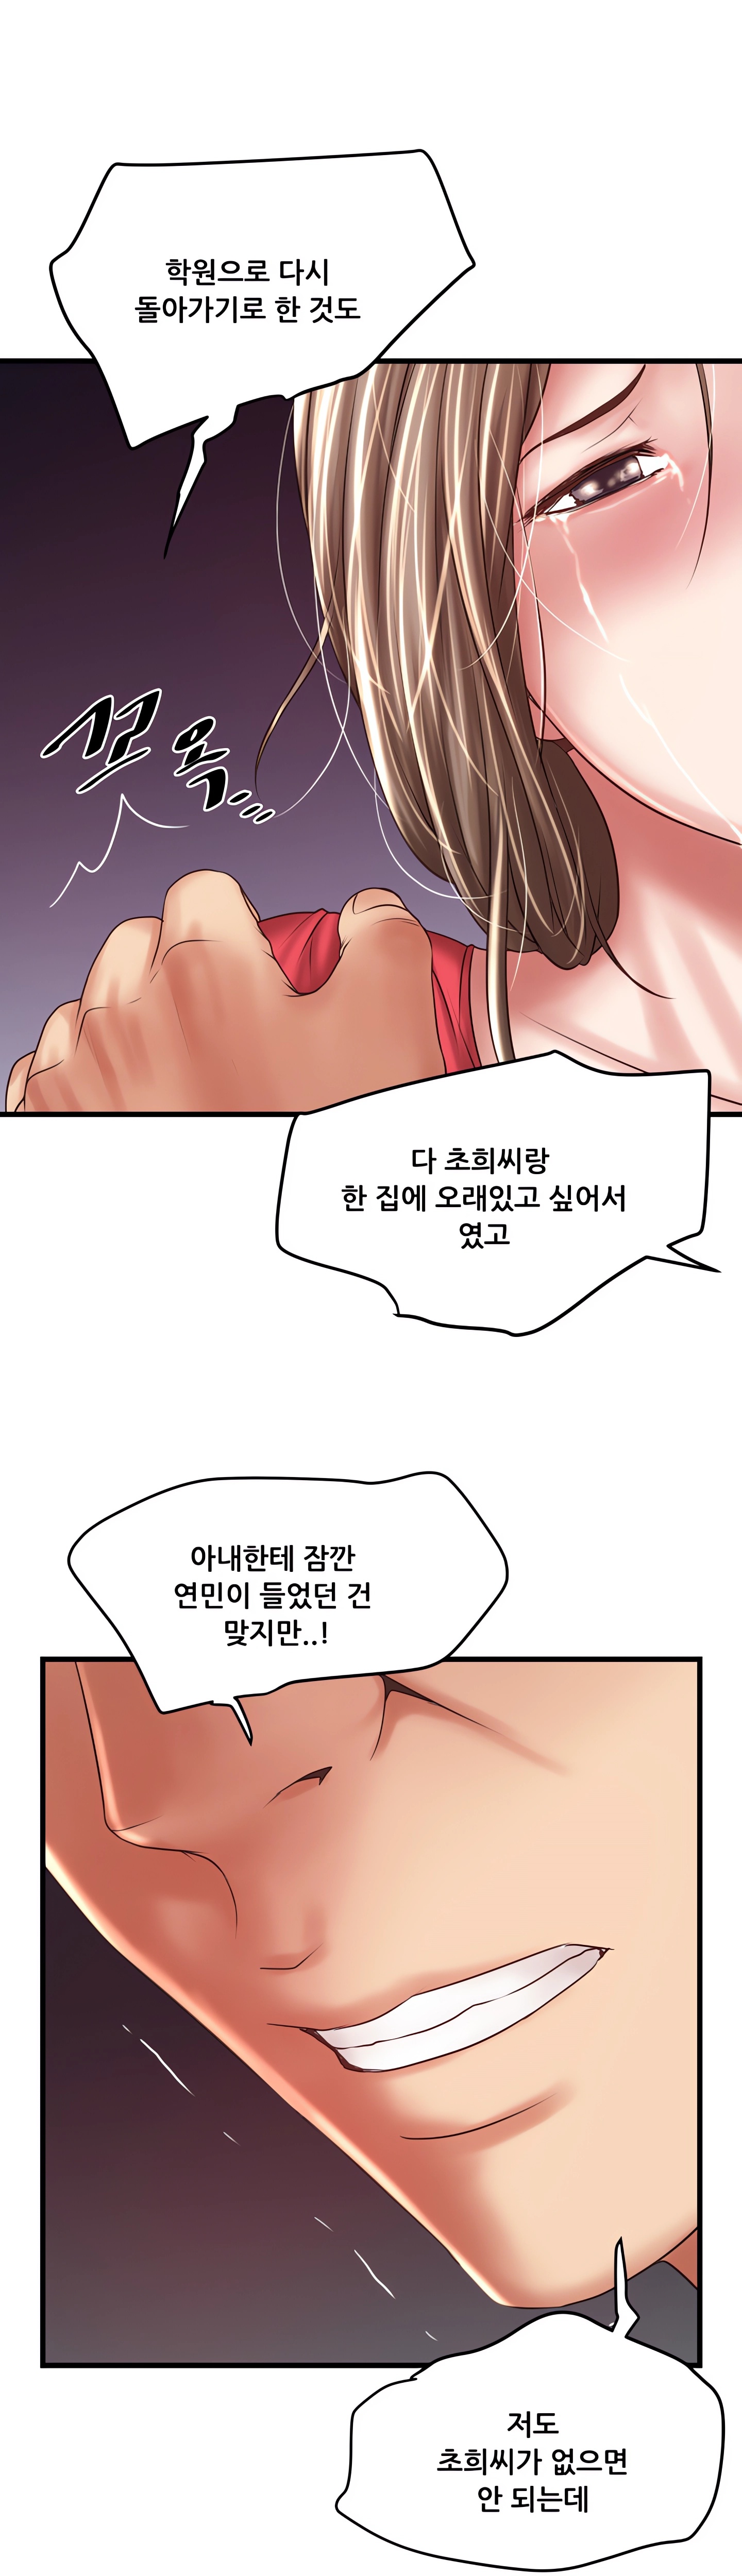 학원으로 다시
돌아가기로 한 것도
꼬옥
다 초희씨랑
한 집에 오래있고 싶어서
였고
아내한테 잠깐
연민이 들었던 건
맞지만..!
저도
초희씨가 없으면
안 되는데